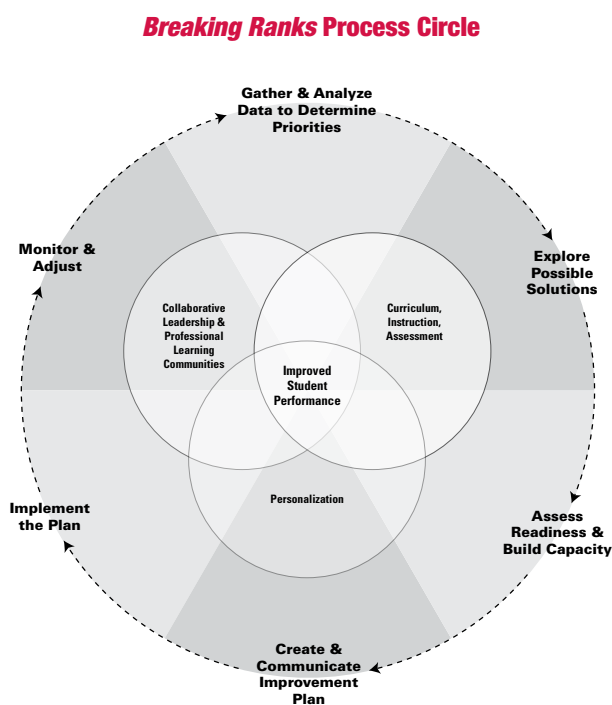 Breaking Ranks Process Circle
Gather & Analyze
Data to Determine
Priorities
Explore
Possible
Solutions
Assess
Readiness &
Build Capacity
Create &
Communicate
Improvement
Plan
Implement
the Plan
Monitor &
Adjust
Collaborative
Leadership &
Professional
Learning
Communities
Curriculum,
Instruction,
Assessment
Improved
Student
Performance
Personalization